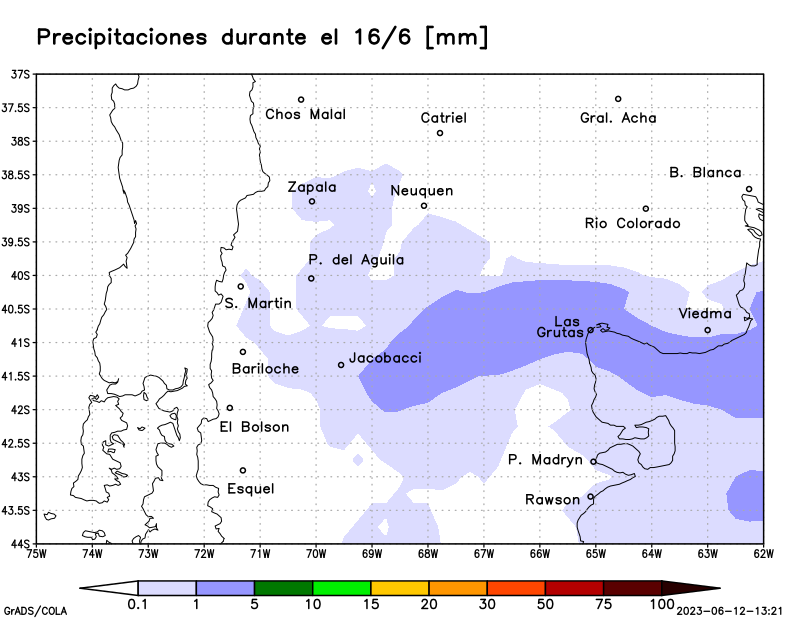 Precipitaciones durante el 16/6 [mm]
37S
37.5S
Chos Malal
Catriel
Gral. Acha
38S
38.5S
B. Blanca
Zapala
Neuquen
39S
Rio Colorado
39.5S
P. del Aguila
40S
S. Martin
40.5S
Viedma
Las
Grutas
41S
Jacobacci
Bariloche
41.5S
42S
El Bolson
42.5S
P. Madryn
43S
Esquel
Rawson
43.5S
44S
75W 74W 73W 72W 71W 70W 69W 68W 67W 66W 65W 64W 63W 62W
0.1 1 5 10 15 20 30 50 75 100
GrADS/COLA
2023-06-12-13:21